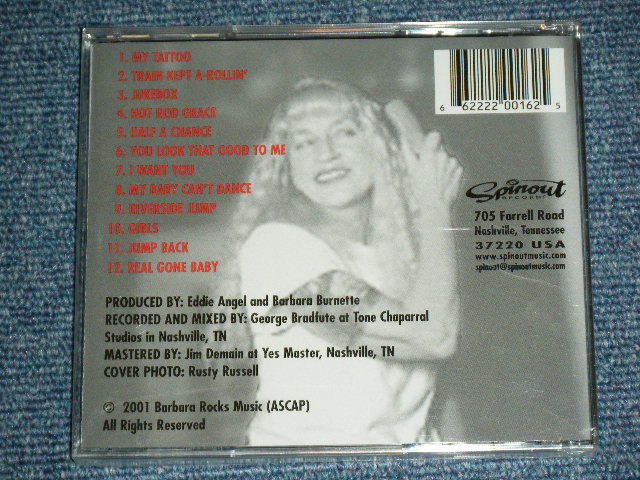 1. MY TATTOO
2. TRAIN KEPT A-ROLLIN'
3. JUKEBOX
4. HOT ROD GRACE
5. HALF A CHANCE
6. YOU LOOK THAT GOOD TO ME
7. I WANT YOU
8. MY BABY CAN'T DANCE
9. RIVERSIDE JUMP
10. GIRLS
11. JUMP BACK
12. REAL GONE BABY
6 62222 00162 5
Spinout
RECORDS
705 Farrell Road
Nashville, Tennessee
37220 USA
www.spinoutmusic.com
spinout@spinoutmusic.com
PRODUCED BY: Eddie Angel and Barbara Burnette
RECORDED AND MIXED BY: George Bradfute at Tone Chaparral
Studios in Nashville, TN
MASTERED BY: Jim Demain at Yes Master, Nashville, TN
COVER PHOTO: Rusty Russell
℗ 2001 Barbara Rocks Music (ASCAP)
All Rights Reserved